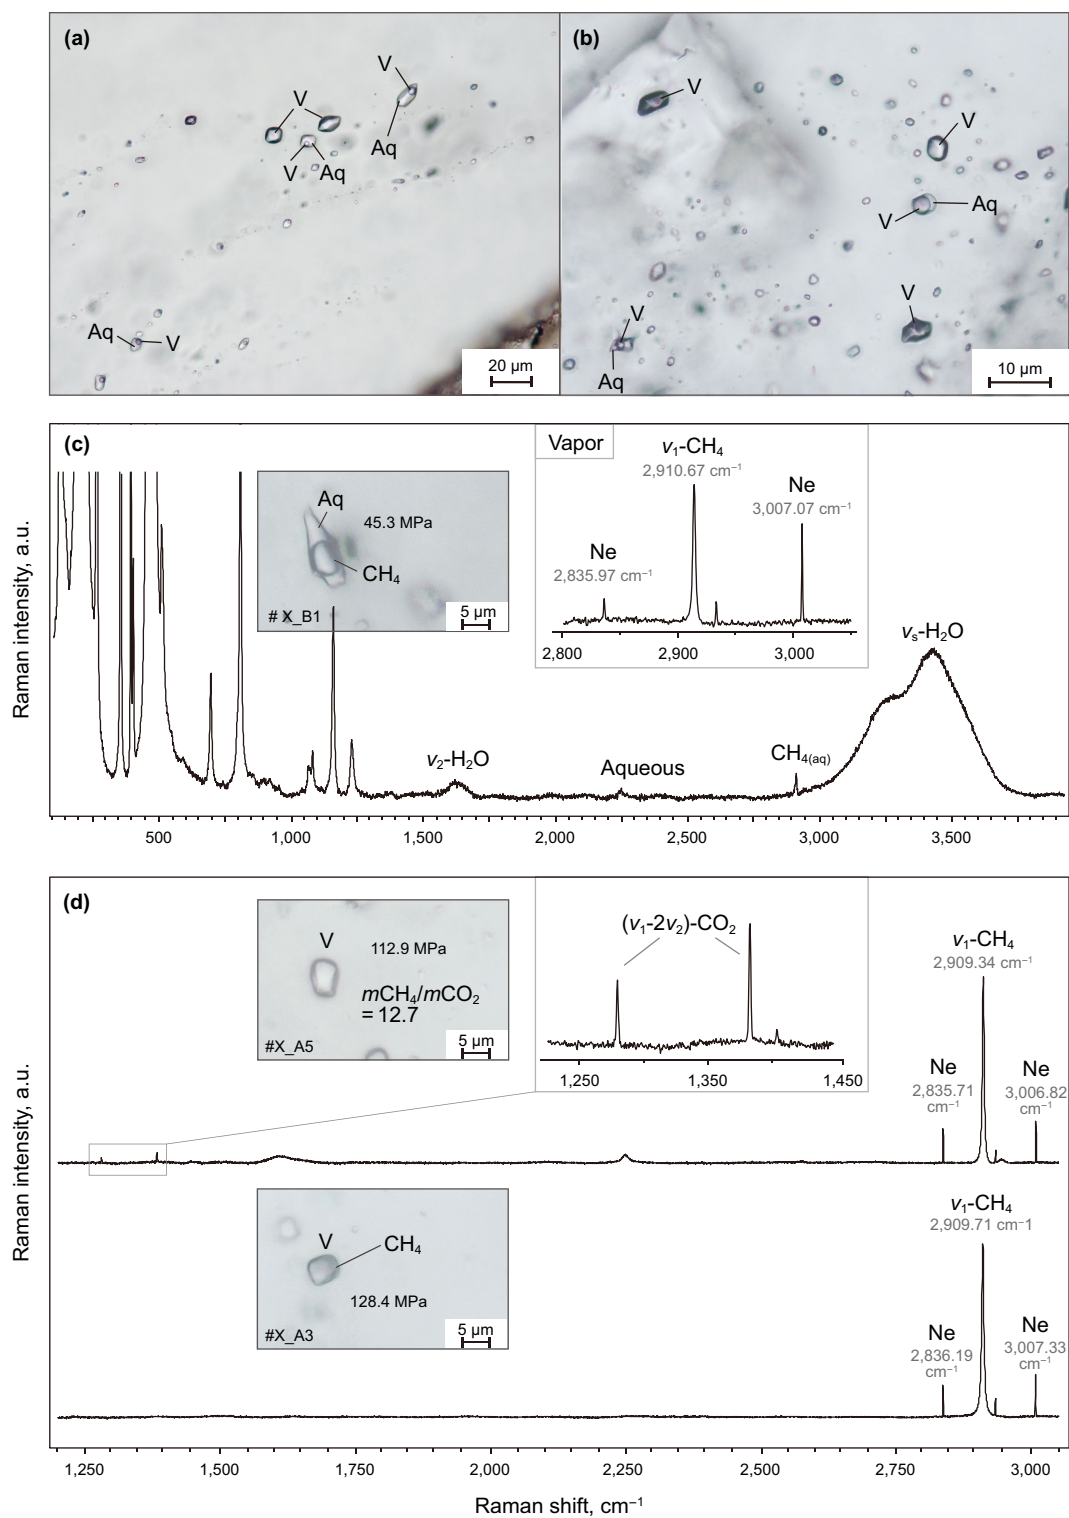 (a)
V
V
Aq
V Aq
Aq V
20 µm
(b)
V
V
Aq
V
V
V
Aq
10 µm
(c)
Raman intensity, a.u.
Aq
45.3 MPa
CH₄
# X_B1
5 µm
Vapor
ν₁-CH₄
2,910.67 cm⁻¹
Ne
3,007.07 cm⁻¹
Ne
2,835.97 cm⁻¹
2,800 2,900 3,000
νₛ-H₂O
ν₂-H₂O
Aqueous
CH₄₍ₐq₎
500 1,000 1,500 2,000 2,500 3,000 3,500
(d)
Raman intensity, a.u.
V
112.9 MPa
mCH₄/mCO₂
= 12.7
#X_A5
5 µm
(ν₁-2ν₂)-CO₂
1,250 1,350 1,450
ν₁-CH₄
2,909.34 cm⁻¹
Ne
2,835.71
cm⁻¹
Ne
3,006.82
cm⁻¹
V
CH₄
128.4 MPa
#X_A3
5 µm
ν₁-CH₄
2,909.71 cm−1
Ne
2,836.19
cm⁻¹
Ne
3,007.33
cm⁻¹
1,250 1,500 1,750 2,000 2,250 2,500 2,750 3,000
Raman shift, cm⁻¹